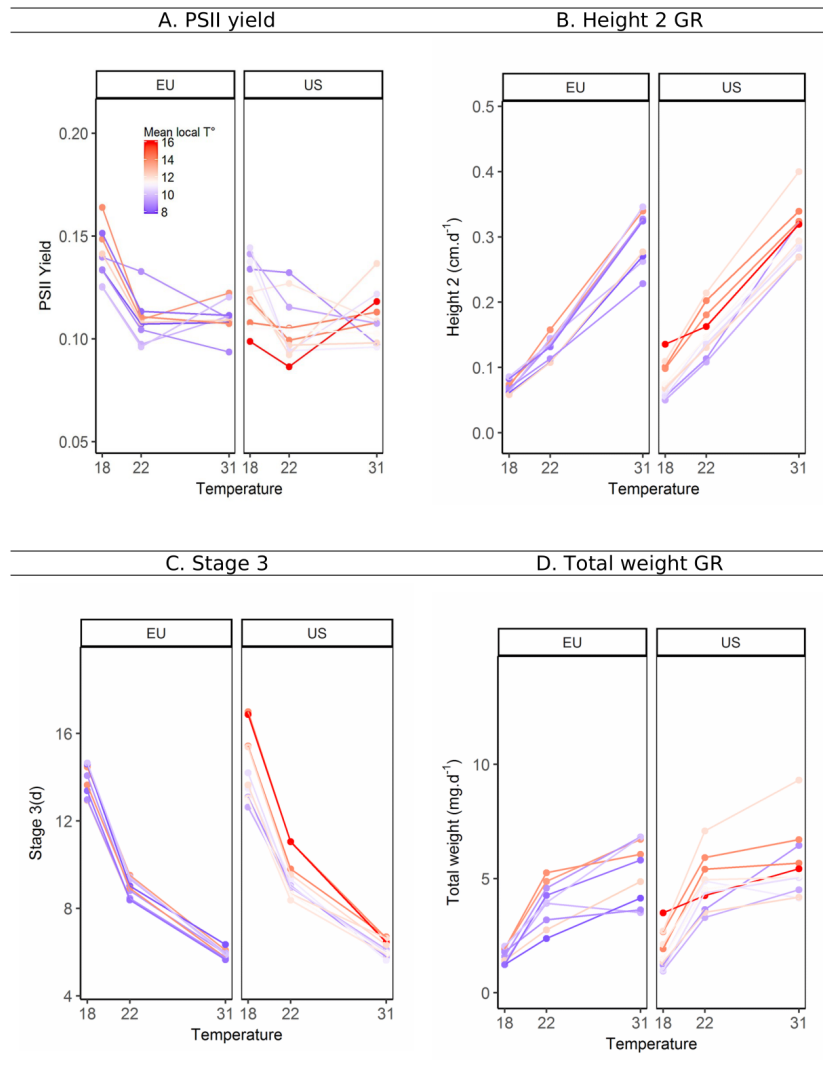 A. PSII yield
B. Height 2 GR
EU
US
0.20
0.15
0.10
0.05
PSII Yield
Mean local T°
16
14
12
10
8
18
22
31
18
22
31
Temperature
EU
US
0.5
0.4
0.3
0.2
0.1
0.0
Height 2 (cm.d⁻¹)
18
22
31
18
22
31
Temperature
C. Stage 3
D. Total weight GR
EU
US
16
12
8
4
Stage 3(d)
18
22
31
18
22
31
Temperature
EU
US
10
5
0
Total weight (mg.d⁻¹)
18
22
31
18
22
31
Temperature